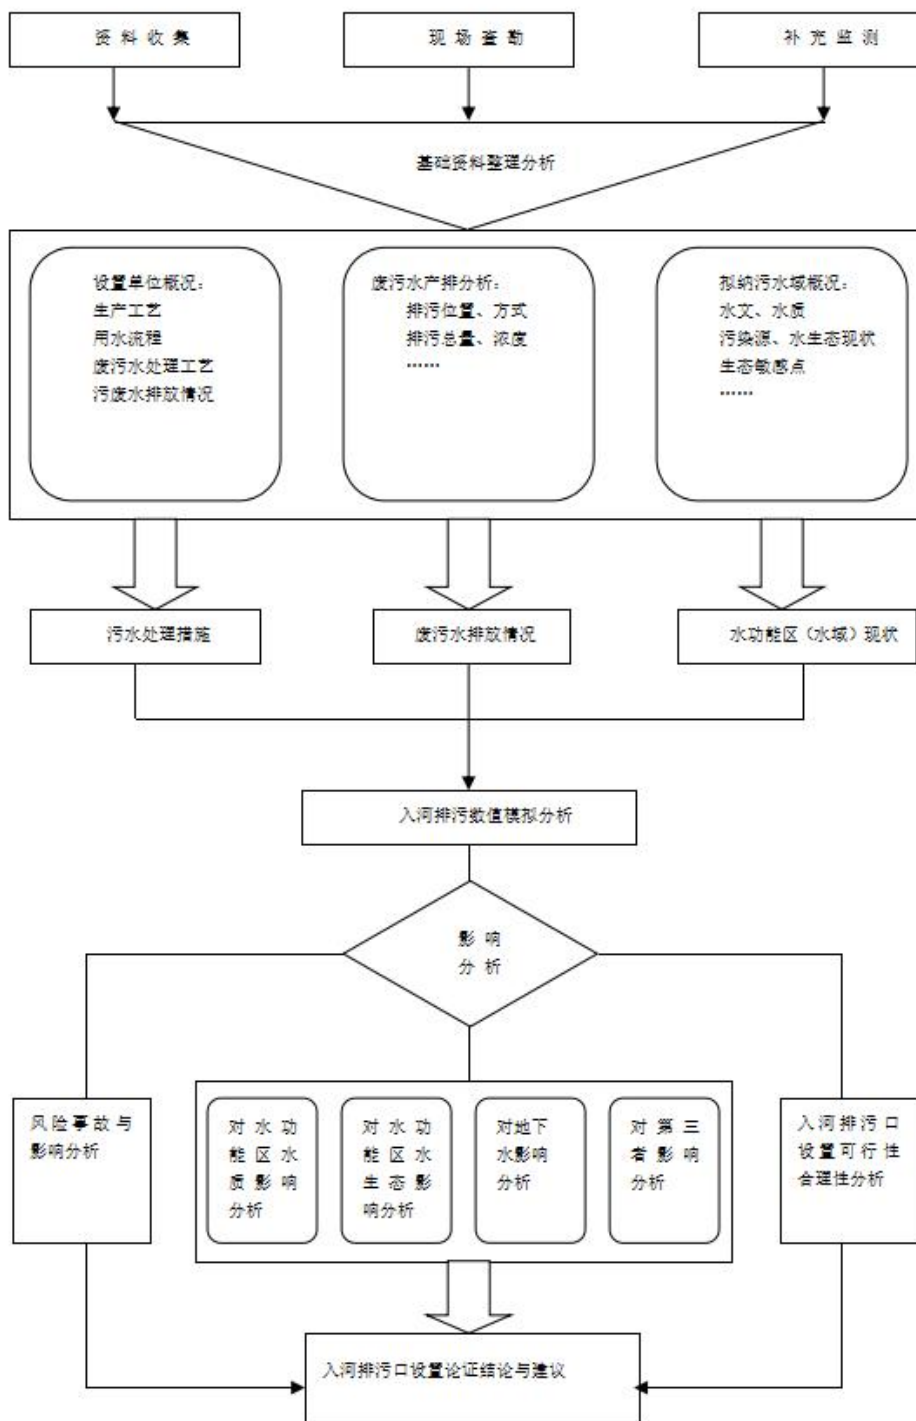 资料收集
现场查勘
补充监测
基础资料整理分析
设置单位概况：
生产工艺
用水流程
废污水处理工艺
污废水排放情况
废污水产排分析：
排污位置、方式
排污总量、浓度
……
拟纳污水域概况：
水文、水质
污染源、水生态现状
生态敏感点
……
污水处理措施
废污水排放情况
水功能区（水域）现状
入河排污数值模拟分析
影响
分析
风险事故与
影响分析
对水功
能区水
质影响
分析
对水功
能区水
生态影
响分析
对地下
水影响
分析
对第三
者影响
分析
入河排污口
设置可行性
合理性分析
入河排污口设置论证结论与建议